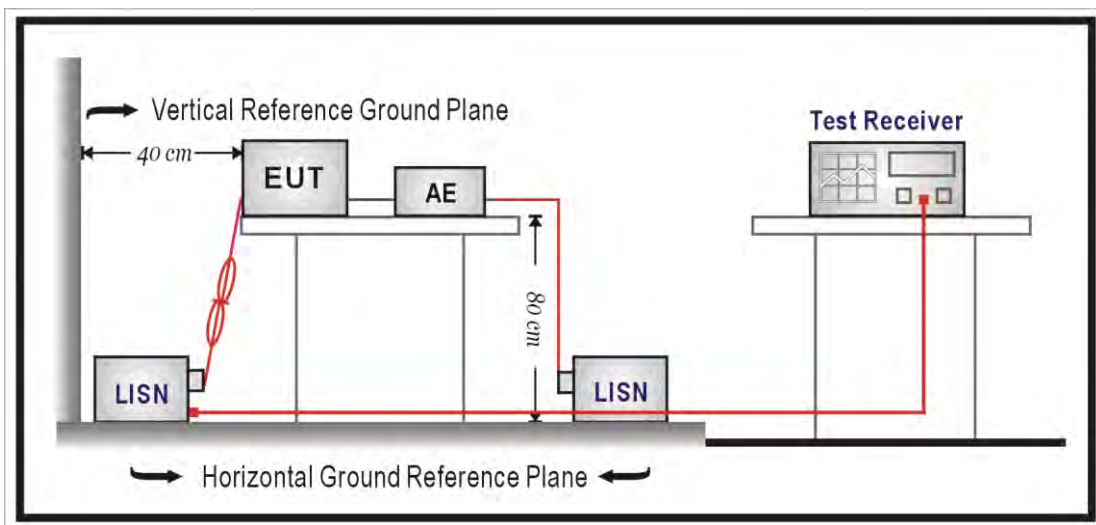 Vertical Reference Ground Plane
40 cm
EUT
AE
Test Receiver
80 cm
LISN
LISN
Horizontal Ground Reference Plane